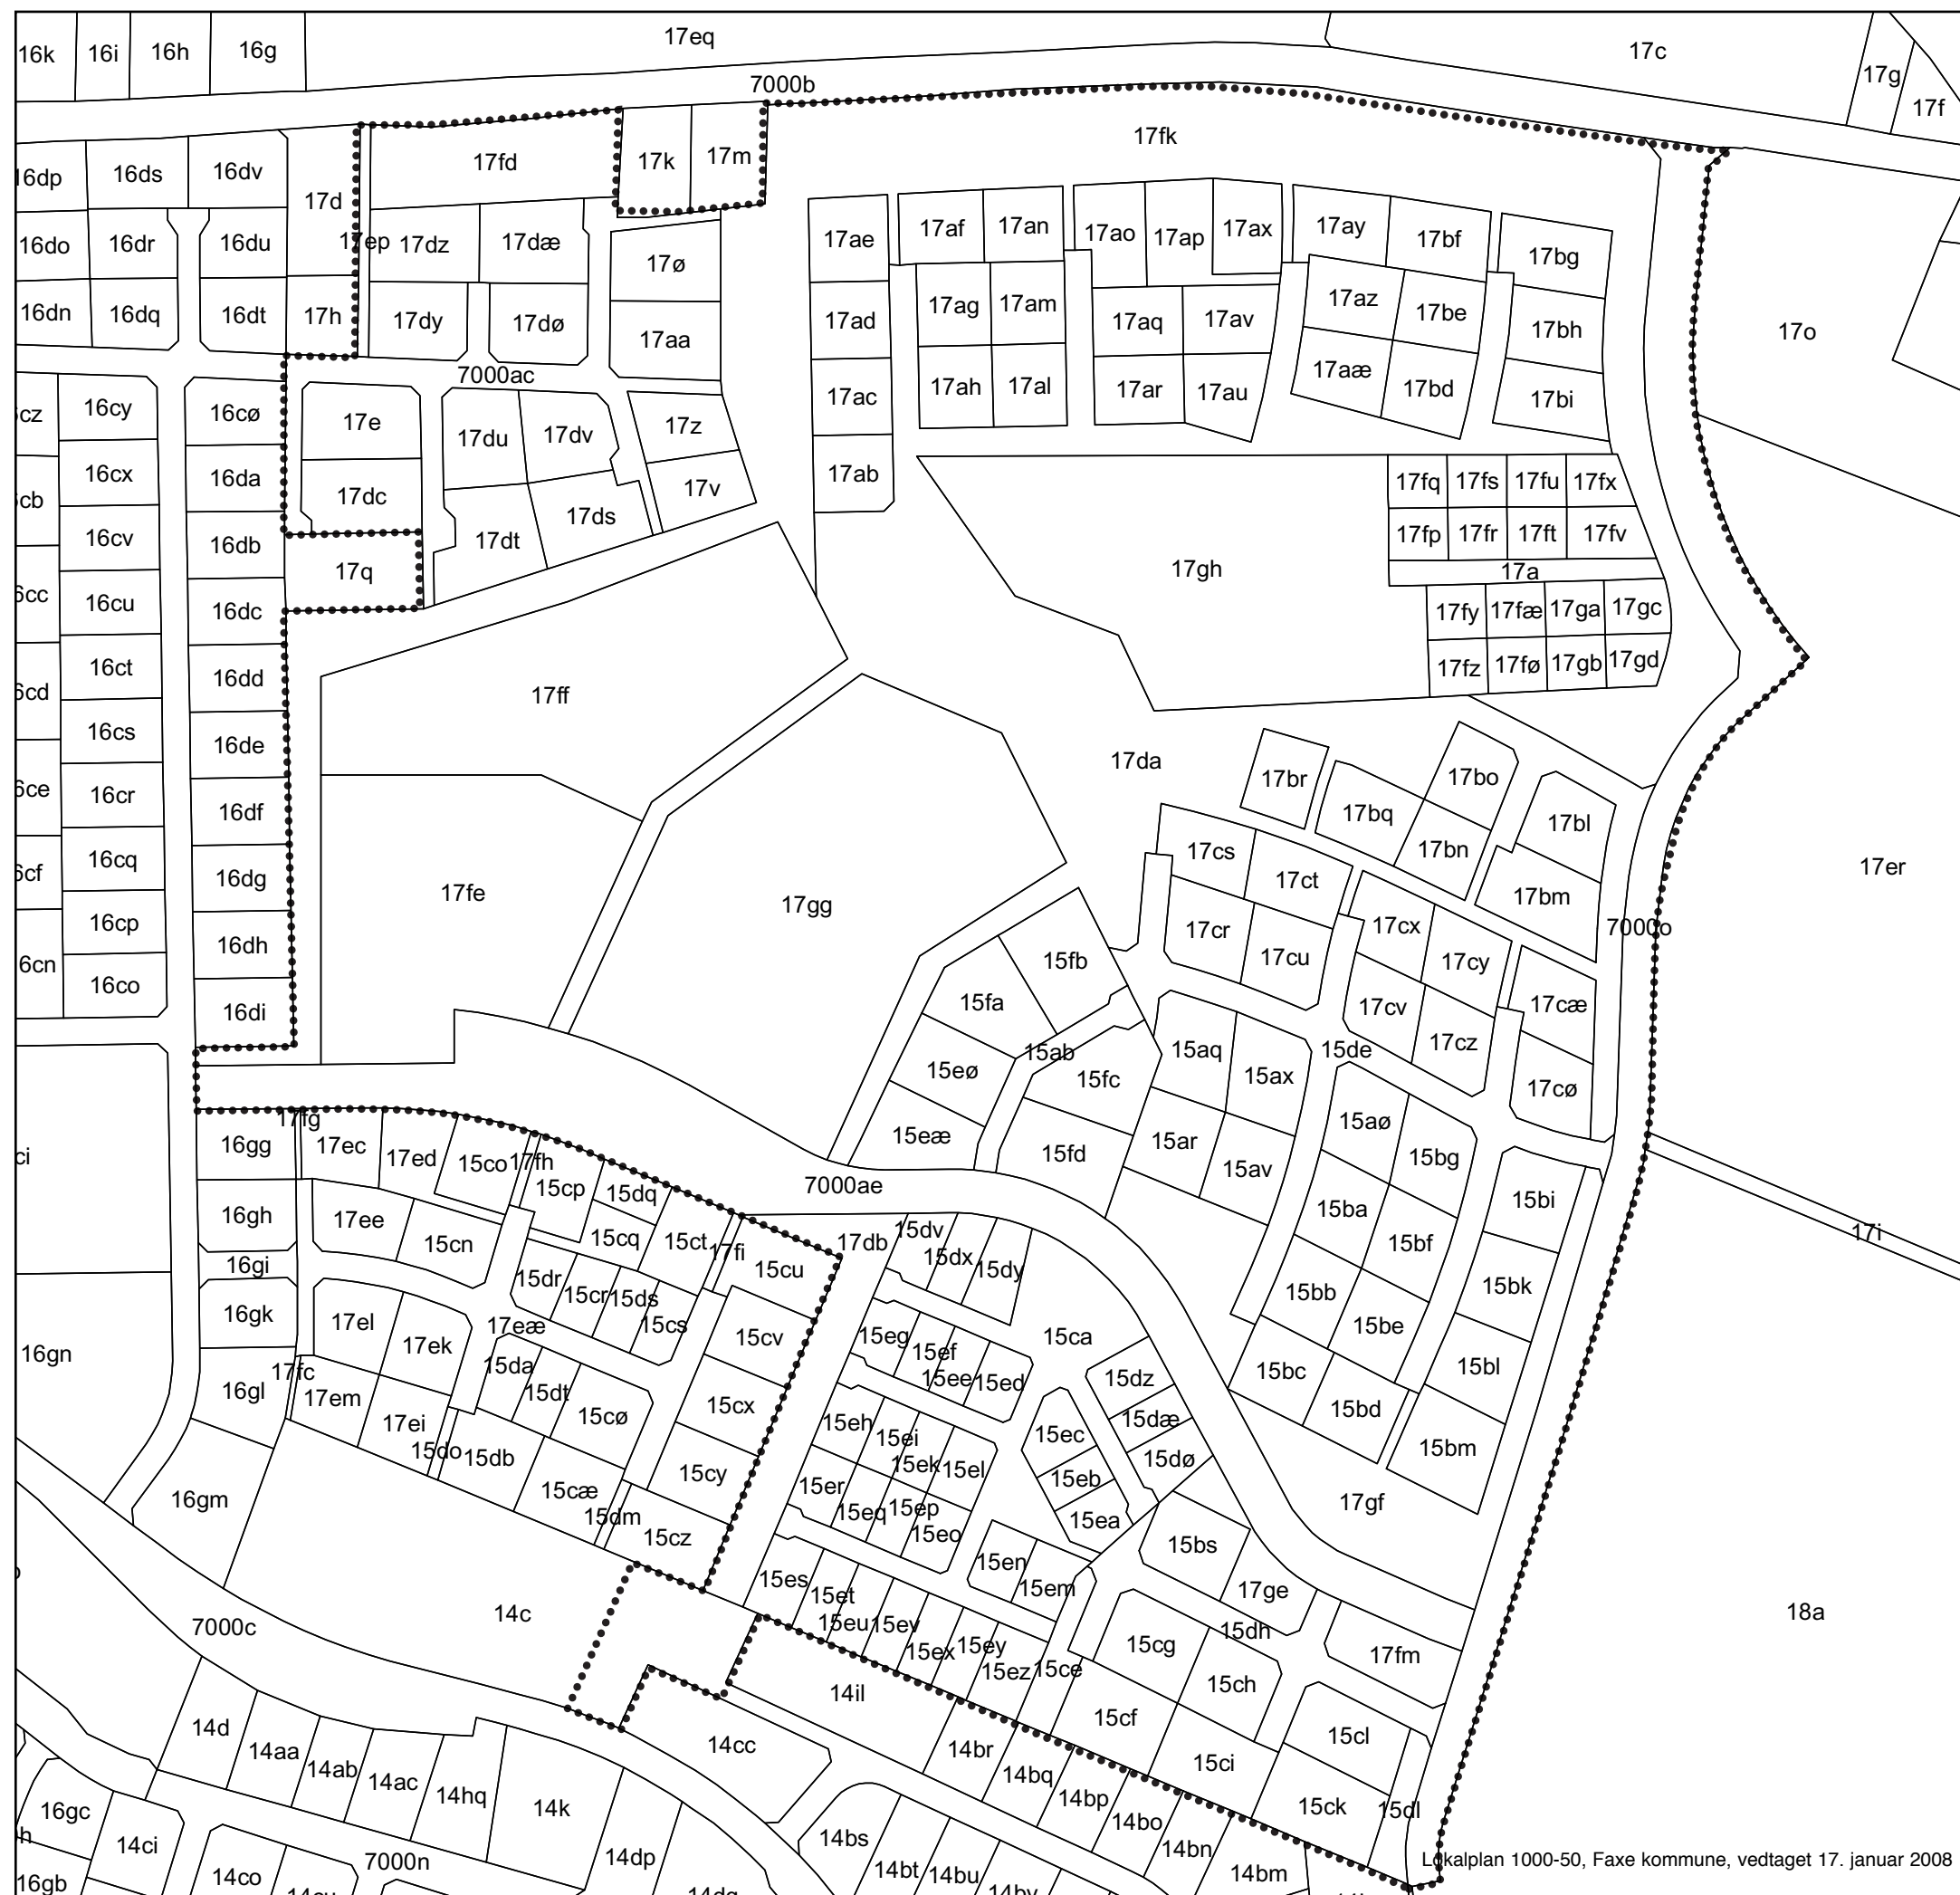 16k 16i 16h 16g 17eq 17c 17g 17f
7000b
17fk
16dp 16ds 16dv 17d 17fd 17k 17m
16do 16dr 16du 17ep 17dz 17dæ 17ø
16dn 16dq 16dt 17h 17dy 17dø 17aa
17ae 17af 17an 17ao 17ap 17ax 17ay 17bf 17bg
17ad 17ag 17am 17aq 17av 17az 17be 17bh
17ac 17ah 17al 17ar 17au 17aæ 17bd 17bi
17ab
17o
7000ac
cz 16cy 16cø 17e 17du 17dv 17z
16cx 16da 17dc 17v
cb 16cv 16db 17dt 17ds
17q
6cc 16cu 16dc
17fq 17fs 17fu 17fx
17fp 17fr 17ft 17fv
17gh 17a
17fy 17fæ 17ga 17gc
17fz 17fø 17gb 17gd
6cd 16ct 16dd 17ff
16cs 16de
6ce 16cr 16df
6cf 16cq 16dg 17fe 17gg
16cp 16dh
6cn 16co 16di
17da 17br 17bq 17bo 17bl
17cs 17ct 17bn 17bm 17er
17cr 17cu 17cx 17cy 7000o
17cv 17cz 17cæ 17cø
15fb 15fa 15ab 15eø 15fc 15eæ 15fd
15aq 15ax 15de 15ar 15av
15aø 15bg 15ba 15bf 15bi
15bb 15be 15bk 15bc 15bd 15bl 15bm
17i
ci
17fg
16gg 17ec 17ed 15co 17fh 15cp 15dq
16gh 17ee 15cn 15cq 15ct 17fi 15cu
7000ae
16gi 15dr 15cr 15ds 15cs
16gk 17el 17ek 17eæ 15cv
16gn 16gl 17fc 17em 17ei 15da 15dt 15cø 15cx
15do 15db 15cæ 15dm 15cy 15cz
16gm
17db 15dv 15dx 15dy
15eg 15ef 15ee 15ed 15ca
15eh 15ei 15ek 15el 15ec 15dz 15dæ 15dø
15er 15eq 15ep 15eo 15eb 15ea
15en 15em 15bs 17ge 17gf
15es 15et 15eu 15ev 15ex 15ey 15ez 15ce
15cg 15dh 15ch 17fm
15cf 15ci 15cl 15ck 15dl
18a
7000c 14c 14il
14d 14aa 14ab 14ac 14hq 14k 14cc
14br 14bq 14bp 14bo 14bn 14bm
16gc 14ci 7000n 14dp 14bs
h
16gb 14co 14bt 14bu
Lokalplan 1000-50, Faxe kommune, vedtaget 17. januar 2008